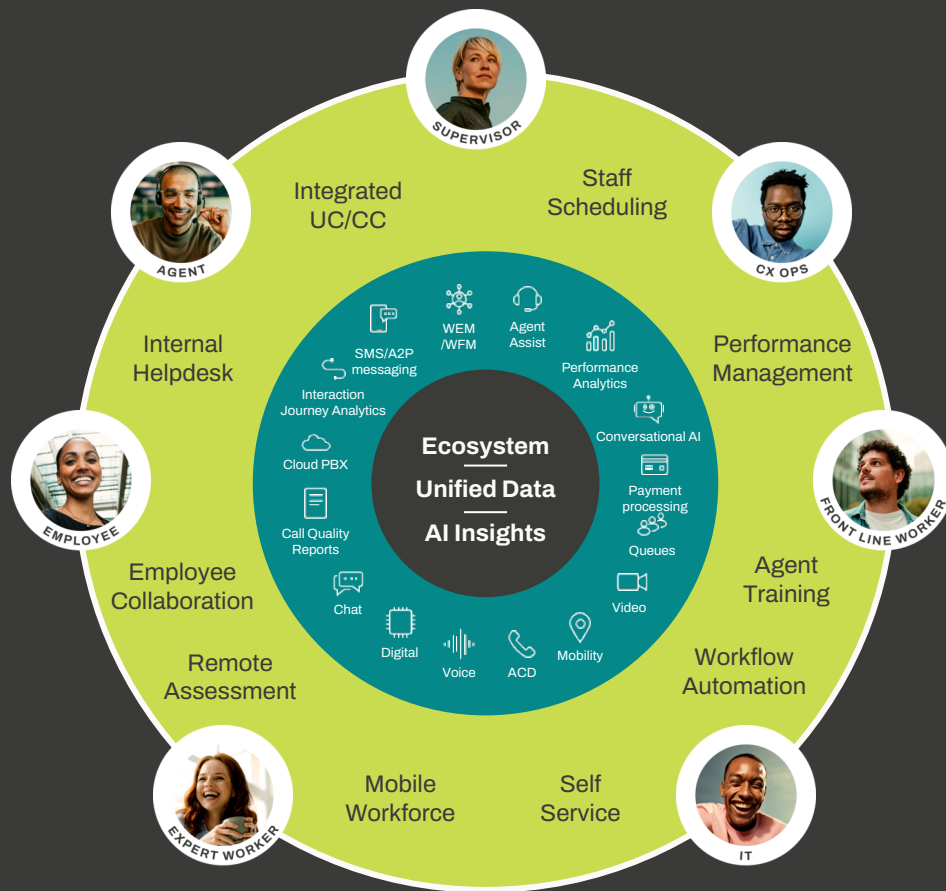 SUPERVISOR
Integrated
UC/CC
Staff
Scheduling
AGENT
CX OPS
Internal
Helpdesk
Performance
Management
WEM
/WFM
Agent
Assist
SMS/A2P
messaging
Performance
Analytics
Interaction
Journey Analytics
Conversational AI
Cloud PBX
Payment
processing
Call Quality
Reports
Queues
Chat
Video
Digital
Voice
ACD
Mobility
Ecosystem
Unified Data
AI Insights
EMPLOYEE
FRONT LINE WORKER
Employee
Collaboration
Agent
Training
Remote
Assessment
Workflow
Automation
EXPERT WORKER
Mobile
Workforce
Self
Service
IT